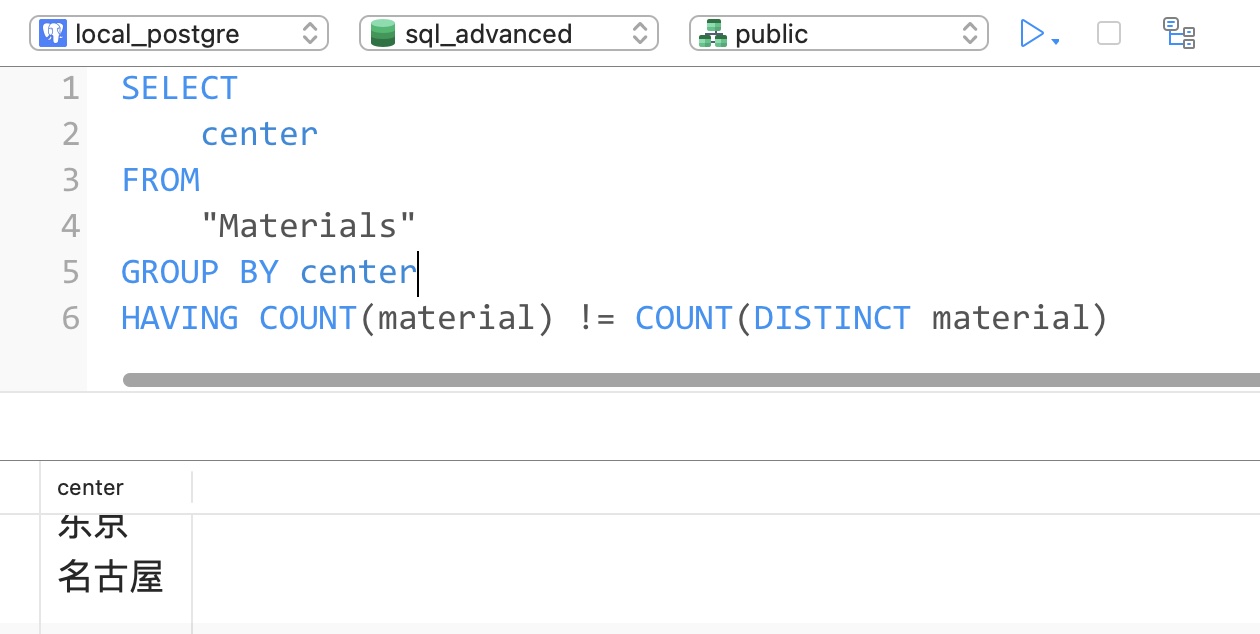 local_postgre sql_advanced public
1 SELECT
2 center
3 FROM
4 "Materials"
5 GROUP BY center
6 HAVING COUNT(material) != COUNT(DISTINCT material)
center
东京
名古屋